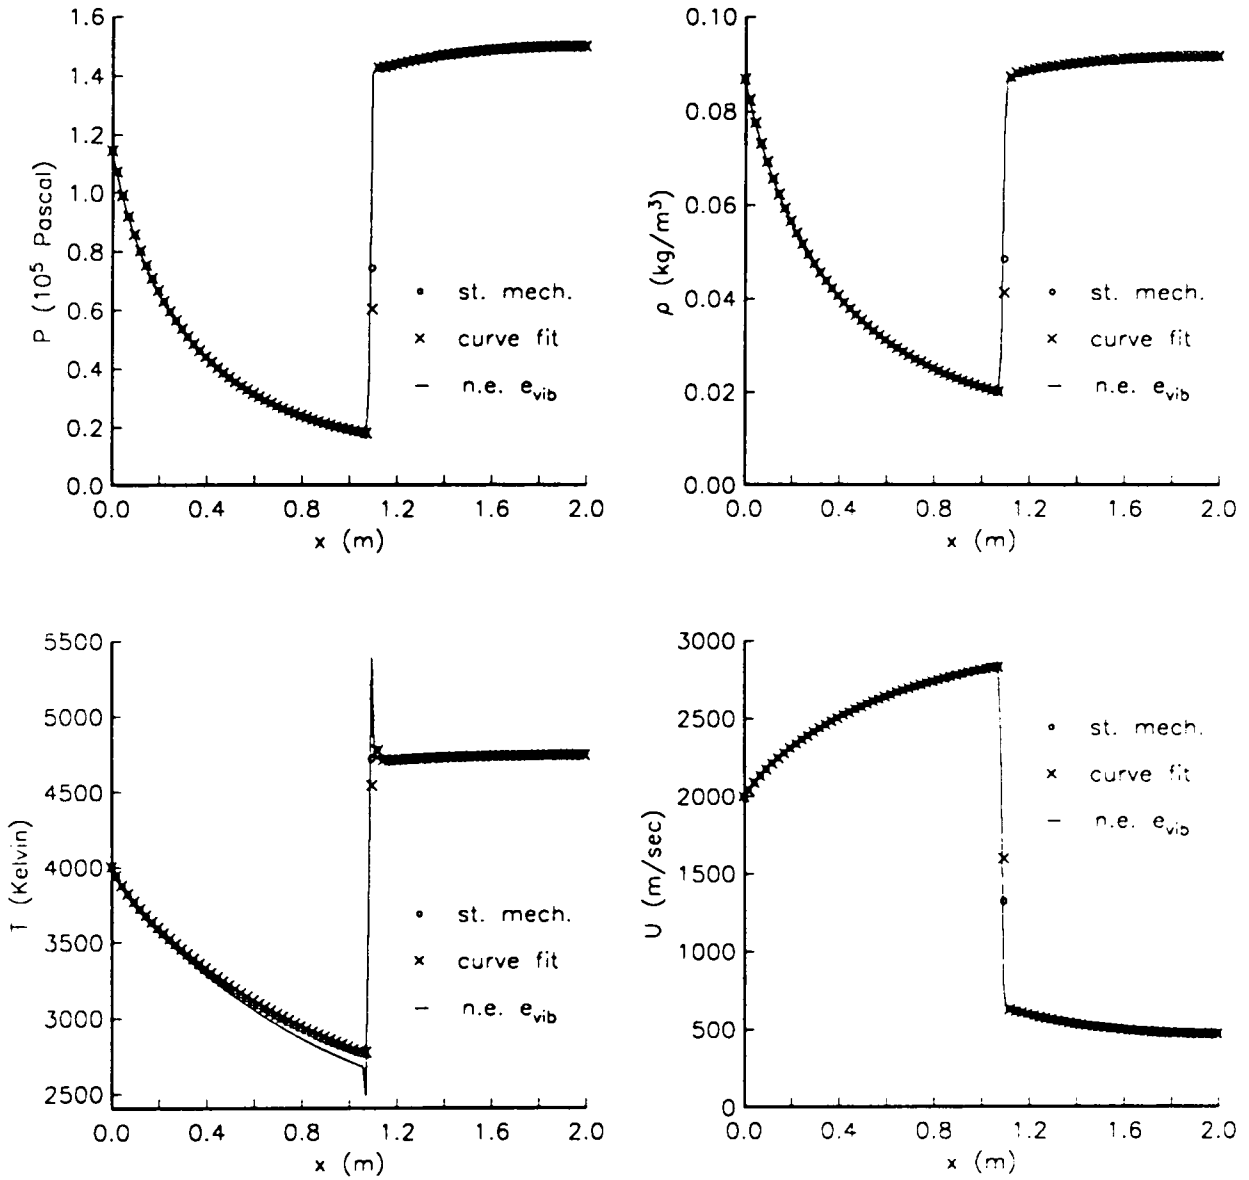 1.6
1.4
1.2
1.0
0.8
0.6
0.4
0.2
0.0
P (10⁵ Pascal)
st. mech.
curve fit
n.e. e_vib
0.0 0.4 0.8 1.2 1.6 2.0
x (m)
0.10
0.08
0.06
0.04
0.02
0.00
ρ (kg/m³)
st. mech.
curve fit
n.e. e_vib
0.0 0.4 0.8 1.2 1.6 2.0
x (m)
5500
5000
4500
4000
3500
3000
2500
T (Kelvin)
st. mech.
curve fit
n.e. e_vib
0.0 0.4 0.8 1.2 1.6 2.0
x (m)
3000
2500
2000
1500
1000
500
0
U (m/sec)
st. mech.
curve fit
n.e. e_vib
0.0 0.4 0.8 1.2 1.6 2.0
x (m)